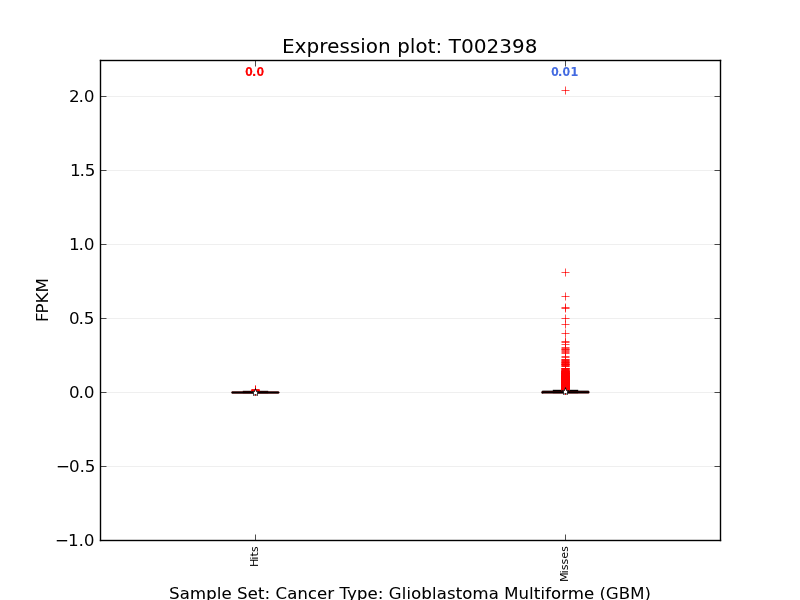 Expression plot: T002398
0.0
0.01
2.0
1.5
1.0
0.5
0.0
−0.5
−1.0
FPKM
Hits
Misses
Sample Set: Cancer Type: Glioblastoma Multiforme (GBM)